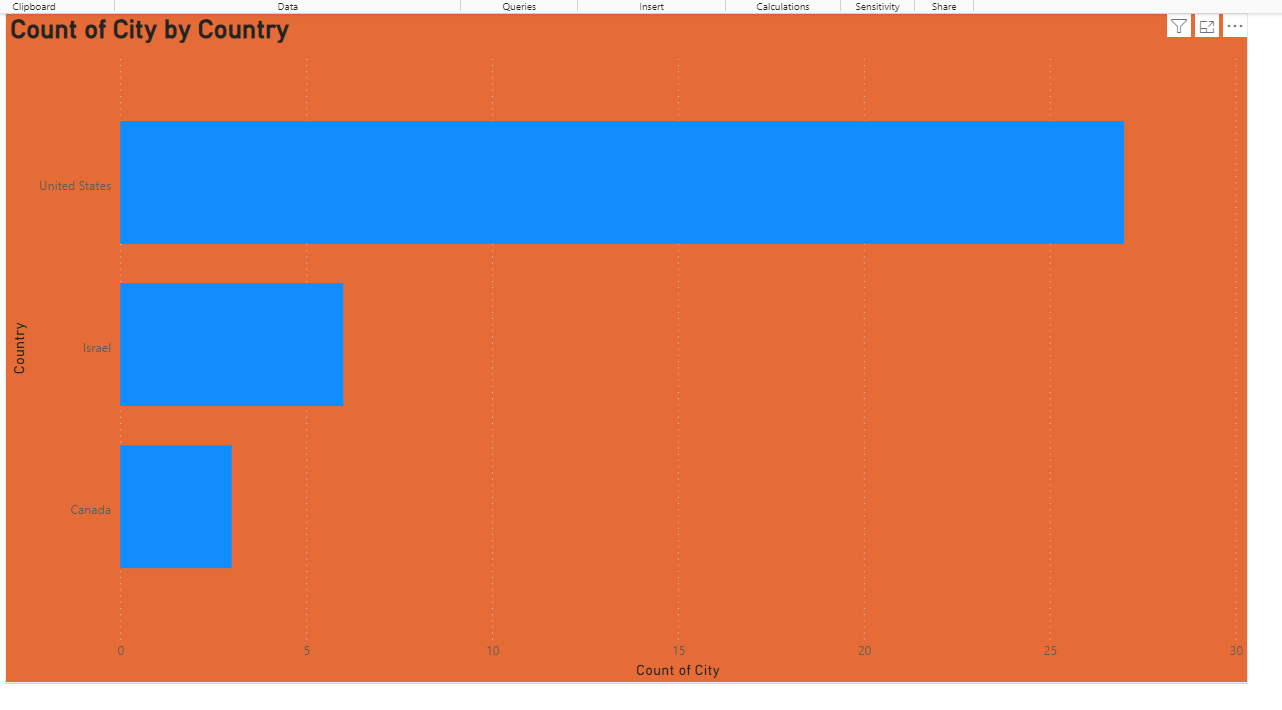 Clipboard Data Queries Insert Calculations Sensitivity Share
Count of City by Country
United States
Israel
Canada
Country
0 5 10 15 20 25 30
Count of City